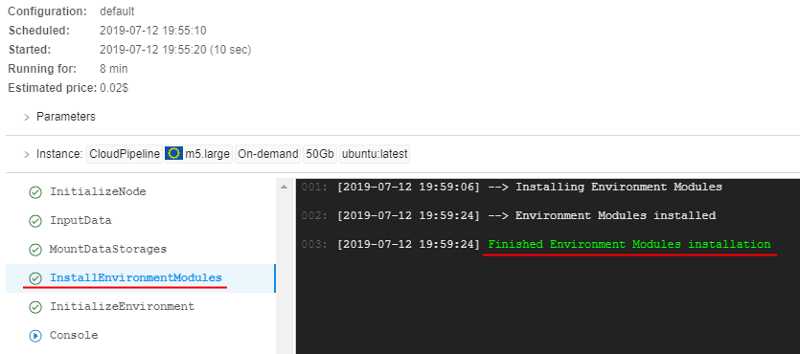 Configuration: default
Scheduled: 2019-07-12 19:55:10
Started: 2019-07-12 19:55:20 (10 sec)
Running for: 8 min
Estimated price: 0.02$
> Parameters
> Instance: CloudPipeline m5.large On-demand 50Gb ubuntu:latest
InitializeNode
InputData
MountDataStorages
InstallEnvironmentModules
InitializeEnvironment
Console
001: [2019-07-12 19:59:06] --> Installing Environment Modules
002: [2019-07-12 19:59:24] --> Environment Modules installed
003: [2019-07-12 19:59:24] Finished Environment Modules installation